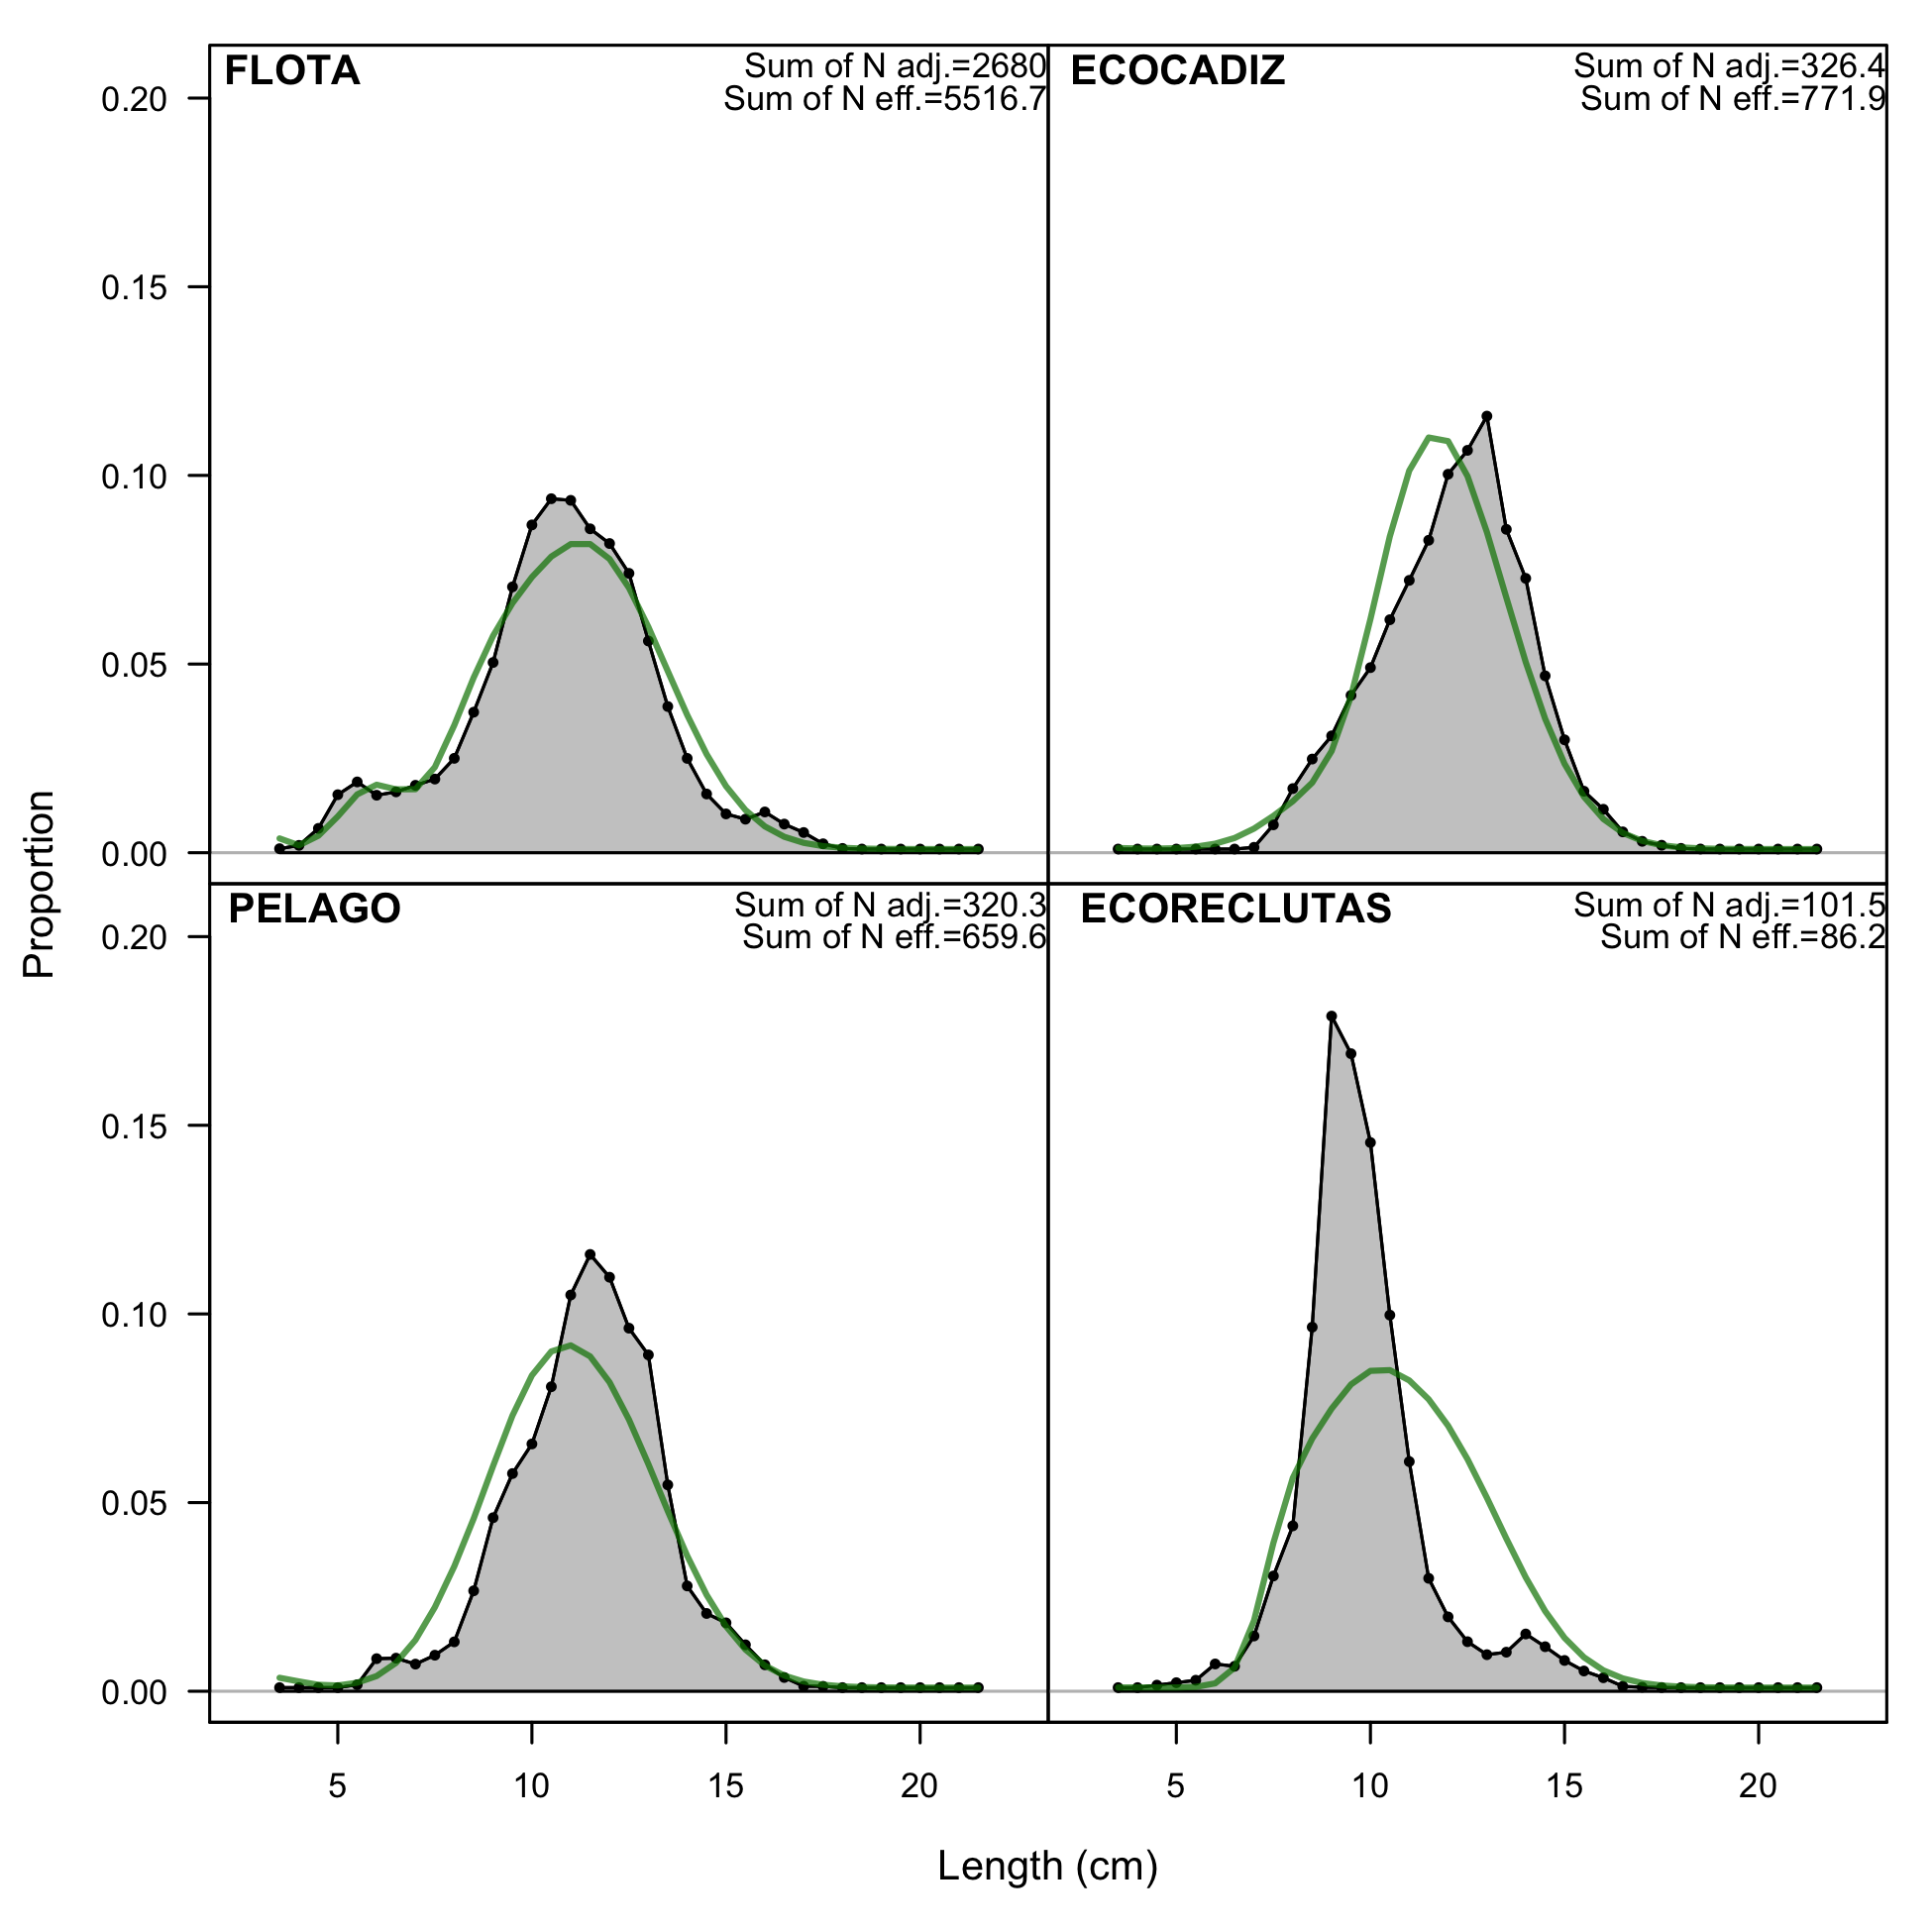 FLOTA
Sum of N adj.=2680
Sum of N eff.=5516.7
ECOCADIZ
Sum of N adj.=326.4
Sum of N eff.=771.9
0.20
0.15
0.10
0.05
0.00
PELAGO
Sum of N adj.=320.3
Sum of N eff.=659.6
ECORECLUTAS
Sum of N adj.=101.5
Sum of N eff.=86.2
0.20
0.15
0.10
0.05
0.00
Proportion
5 10 15 20
5 10 15 20
Length (cm)